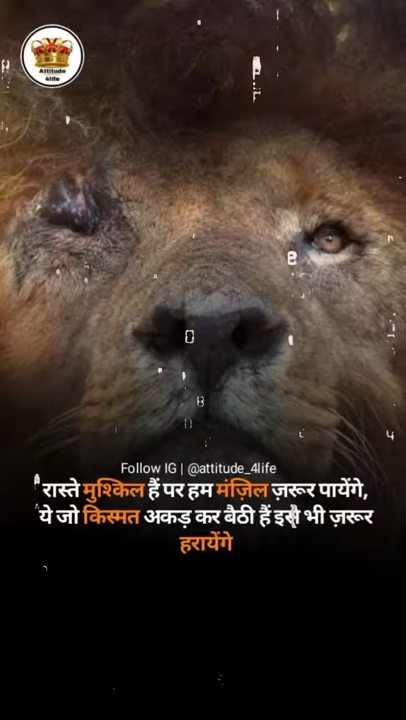 Attitude
4life
Follow IG | @attitude_4life
रास्ते मुश्किल हैं पर हम मंज़िल ज़रूर पायेंगे,
ये जो किस्मत अकड़ कर बैठी हैं इसे भी ज़रूर
हरायेंगे